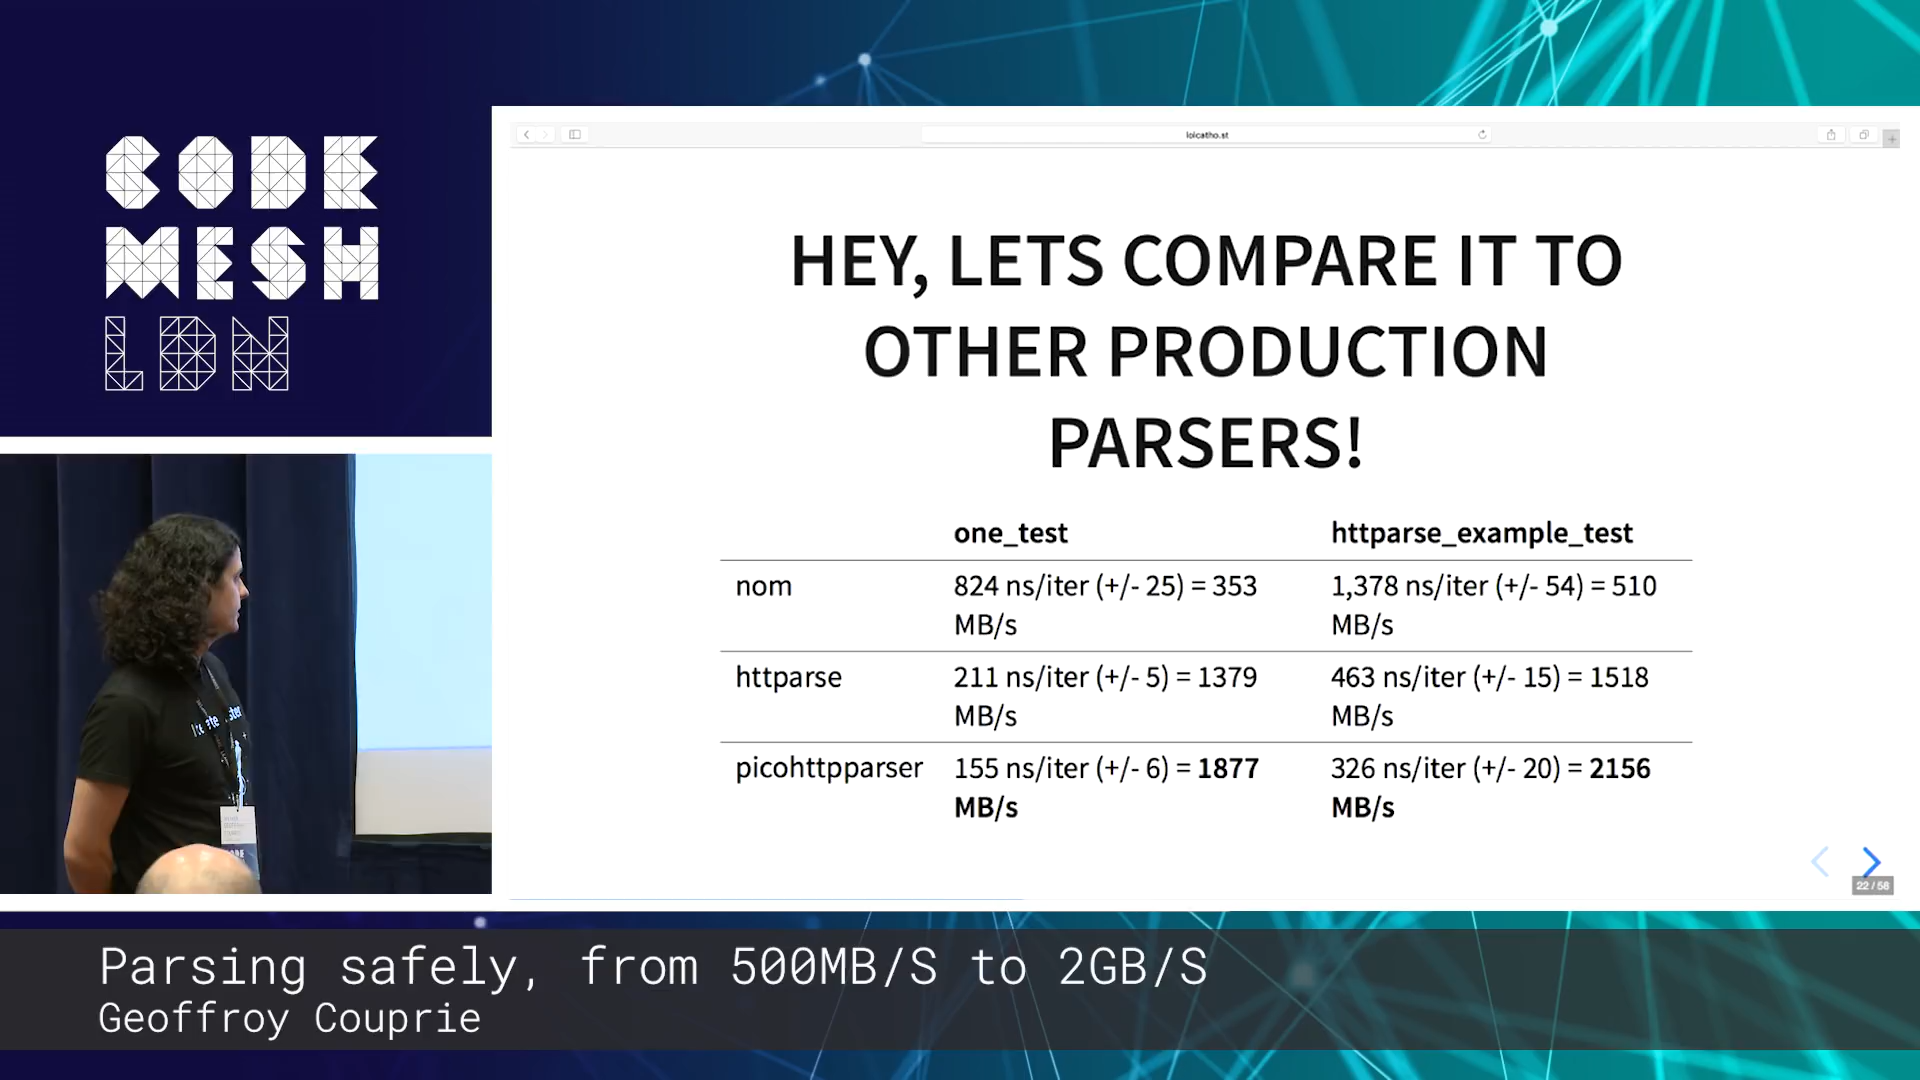 CODE
MESH
LDN
lolcatho.st
HEY, LETS COMPARE IT TO
OTHER PRODUCTION
PARSERS!
one_test httparse_example_test
nom 824 ns/iter (+/- 25) = 353 MB/s 1,378 ns/iter (+/- 54) = 510 MB/s
httparse 211 ns/iter (+/- 5) = 1379 MB/s 463 ns/iter (+/- 15) = 1518 MB/s
picohttpparser 155 ns/iter (+/- 6) = 1877 MB/s 326 ns/iter (+/- 20) = 2156 MB/s
22 / 56
Parsing safely, from 500MB/S to 2GB/S
Geoffroy Couprie